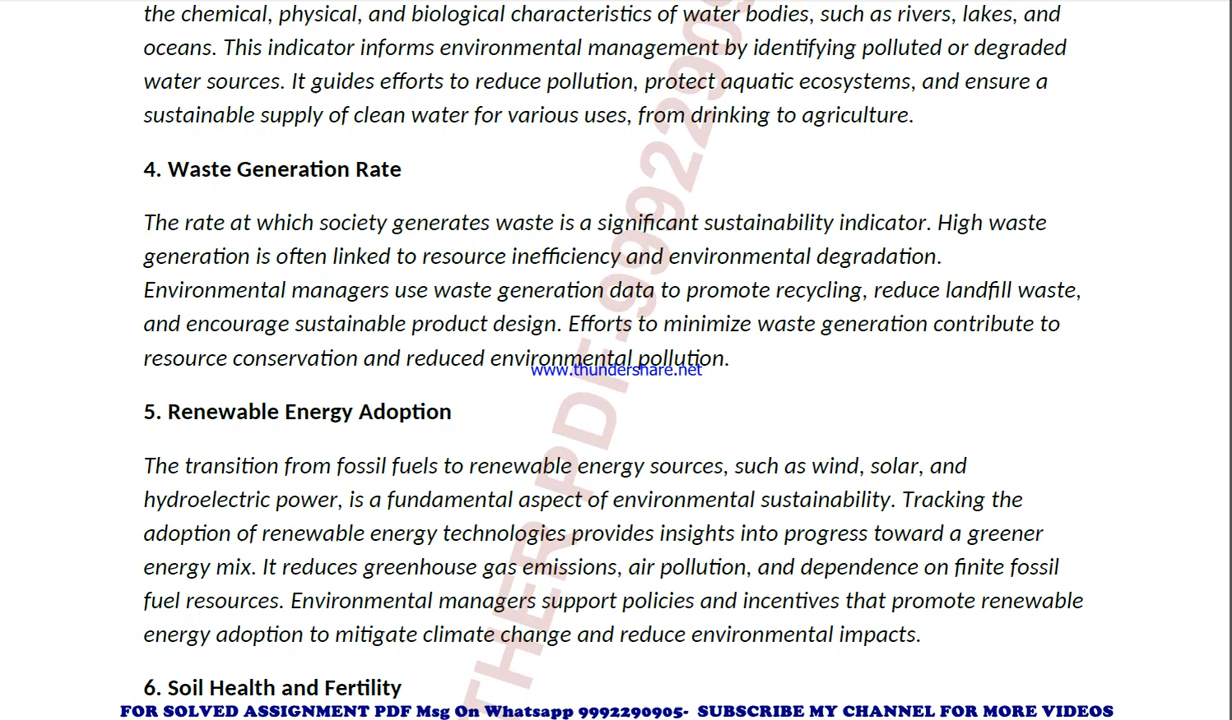 the chemical, physical, and biological characteristics of water bodies, such as rivers, lakes, and
oceans. This indicator informs environmental management by identifying polluted or degraded
water sources. It guides efforts to reduce pollution, protect aquatic ecosystems, and ensure a
sustainable supply of clean water for various uses, from drinking to agriculture.
4. Waste Generation Rate
The rate at which society generates waste is a significant sustainability indicator. High waste
generation is often linked to resource inefficiency and environmental degradation.
Environmental managers use waste generation data to promote recycling, reduce landfill waste,
and encourage sustainable product design. Efforts to minimize waste generation contribute to
resource conservation and reduced environmental pollution.
www.thundershare.net
5. Renewable Energy Adoption
The transition from fossil fuels to renewable energy sources, such as wind, solar, and
hydroelectric power, is a fundamental aspect of environmental sustainability. Tracking the
adoption of renewable energy technologies provides insights into progress toward a greener
energy mix. It reduces greenhouse gas emissions, air pollution, and dependence on finite fossil
fuel resources. Environmental managers support policies and incentives that promote renewable
energy adoption to mitigate climate change and reduce environmental impacts.
6. Soil Health and Fertility
FOR SOLVED ASSIGNMENT PDF Msg On Whatsapp 9992290905- SUBSCRIBE MY CHANNEL FOR MORE VIDEOS
THER PDF-99922909